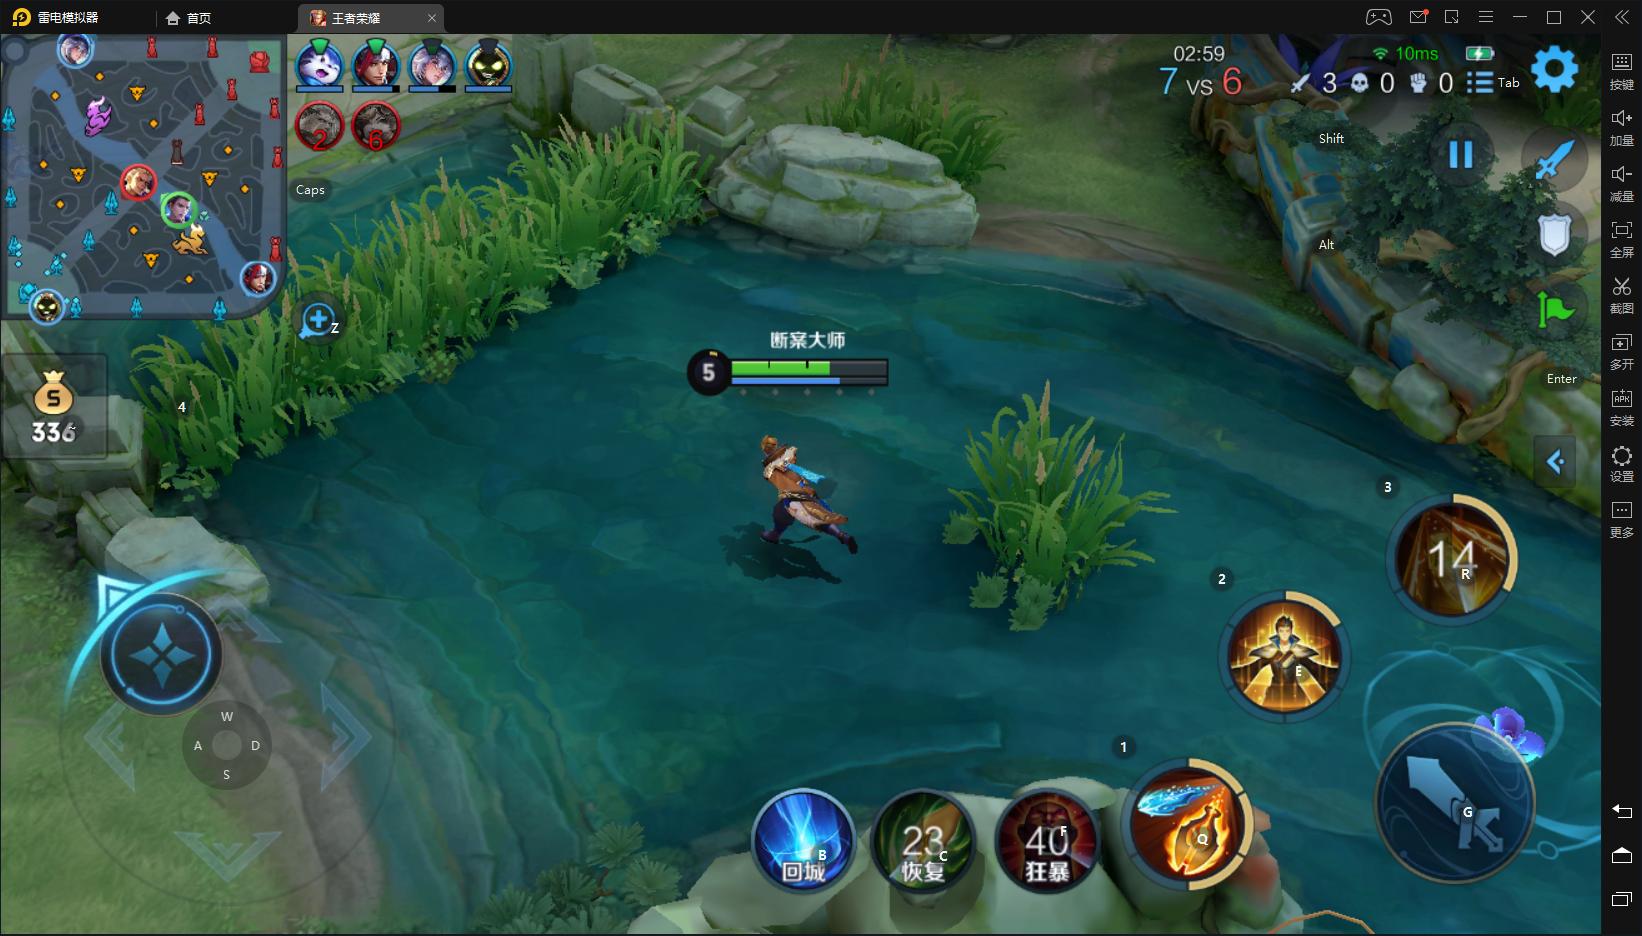 雷电模拟器
首页
王者荣耀
02:59
10ms
7 VS 6
3
0
0
Tab
2
6
Caps
Shift
Alt
Enter
Z
4
336
断案大师
5
W
A
D
S
3
14
R
2
E
1
Q
G
回城
B
23
恢复
C
40
狂暴
F
按键
加量
减量
全屏
截图
多开
APK
安装
设置
更多